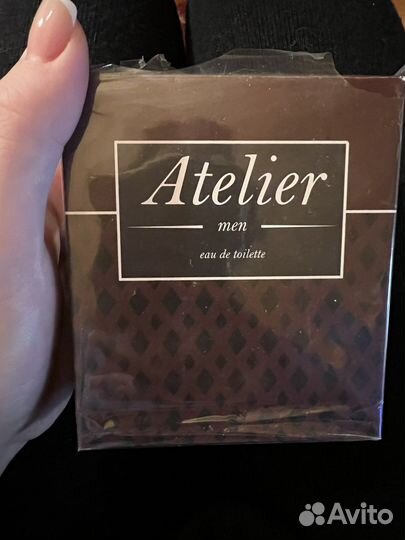 Atelier
men
eau de toilette
Avito